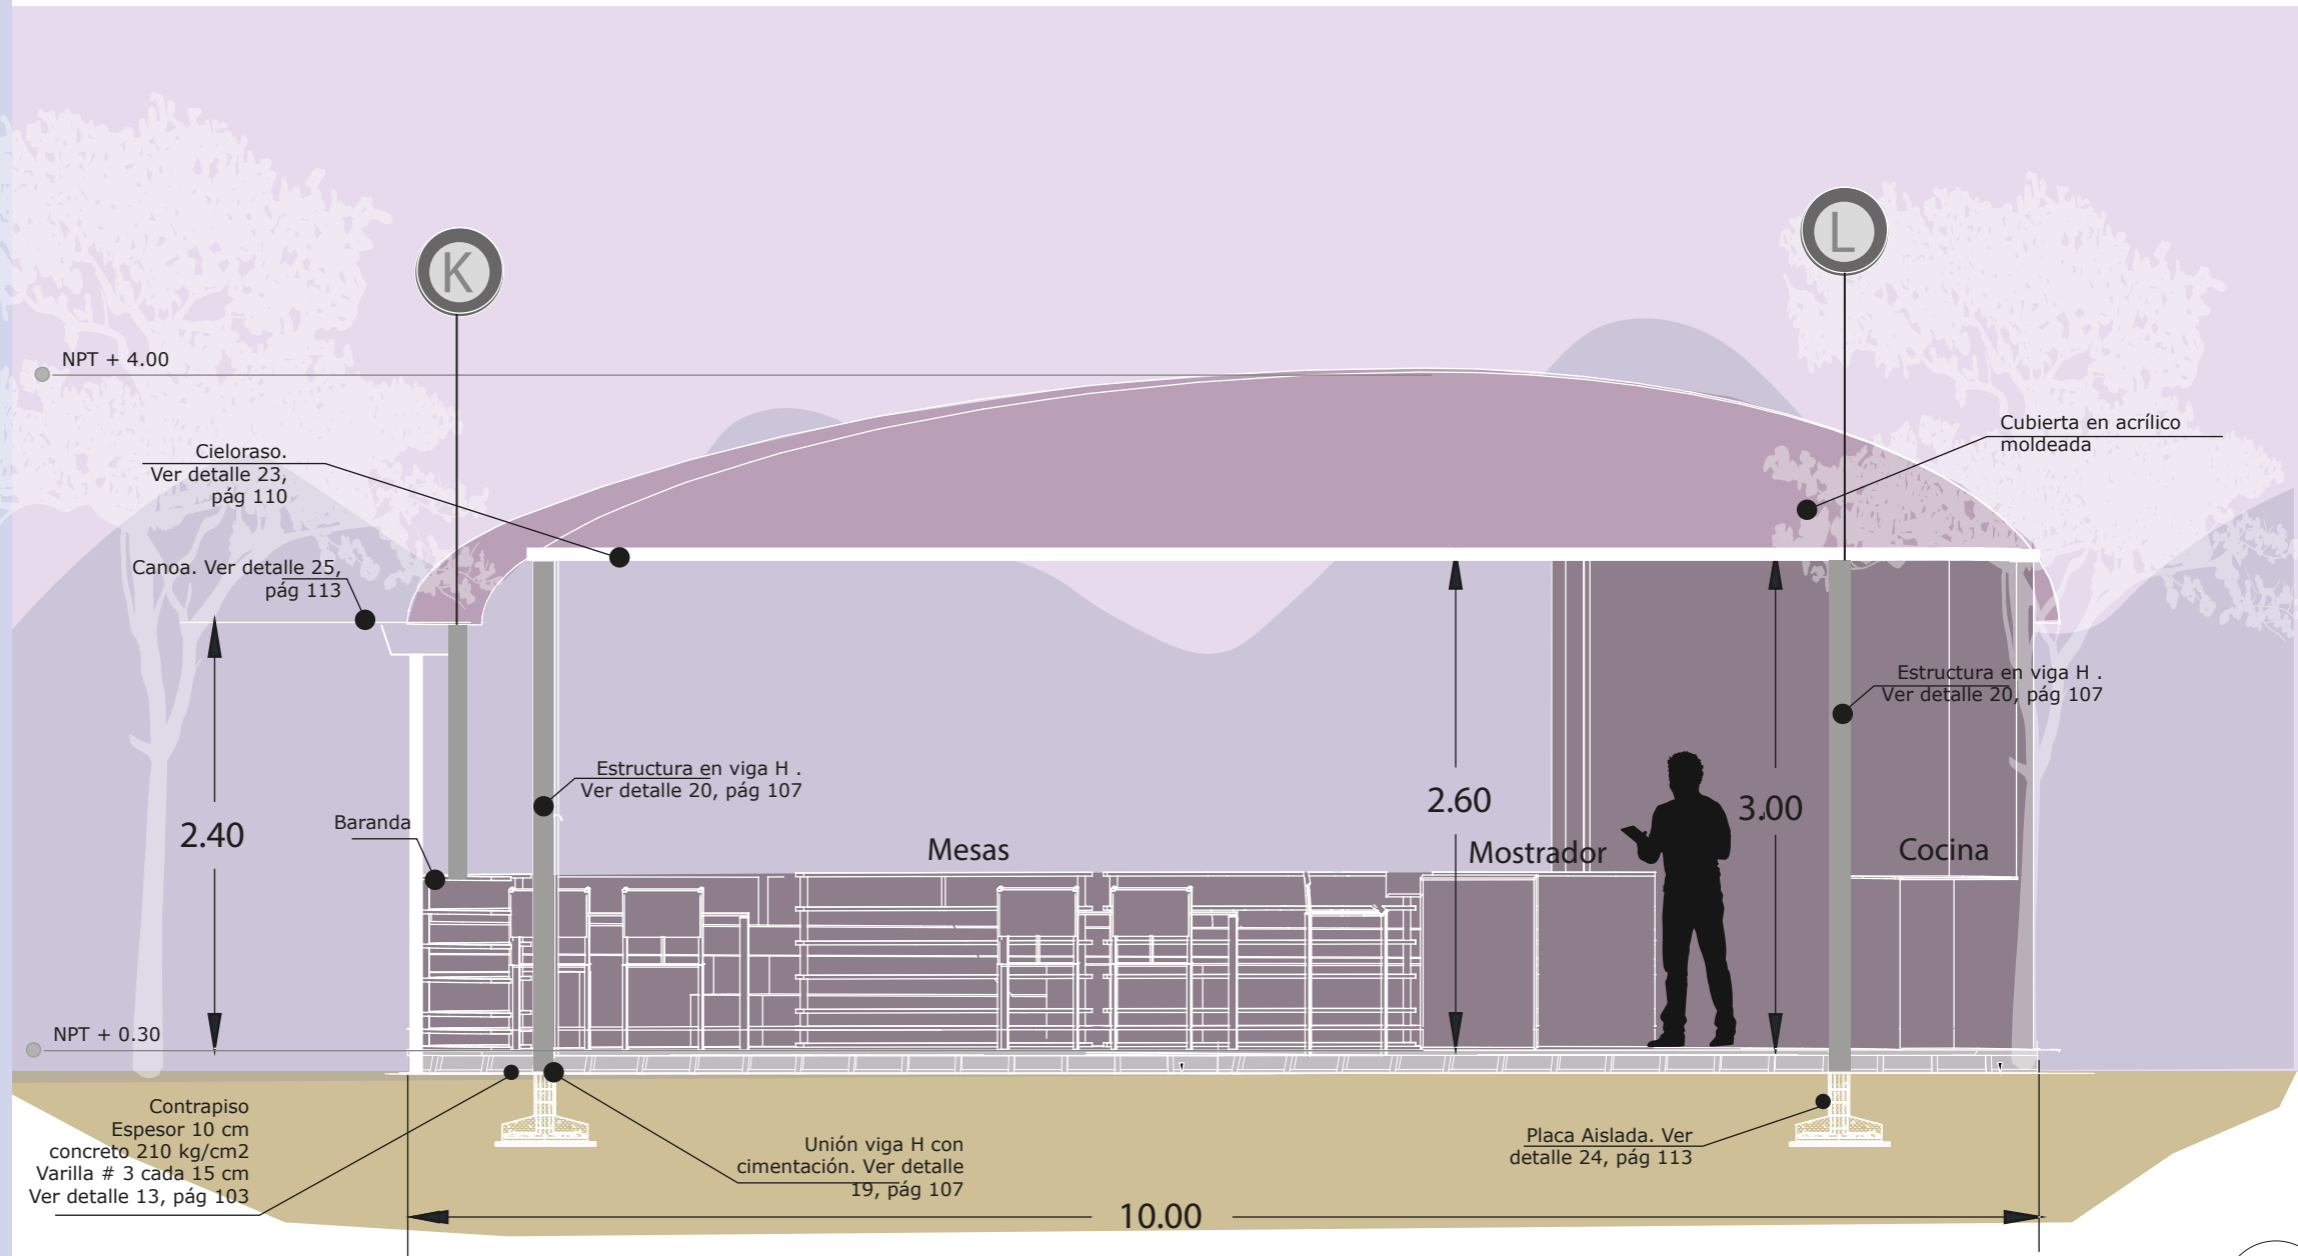 K
L
NPT + 4.00
Cieloraso.
Ver detalle 23,
pág 110
Cubierta en acrílico
moldeada
Canoa. Ver detalle 25,
pág 113
Estructura en viga H .
Ver detalle 20, pág 107
Estructura en viga H .
Ver detalle 20, pág 107
2.60
3.00
Baranda
2.40
Mesas
Mostrador
Cocina
NPT + 0.30
Contrapiso
Espesor 10 cm
concreto 210 kg/cm2
Varilla # 3 cada 15 cm
Ver detalle 13, pág 103
Unión viga H con
cimentación. Ver detalle
19, pág 107
Placa Aislada. Ver
detalle 24, pág 113
10.00